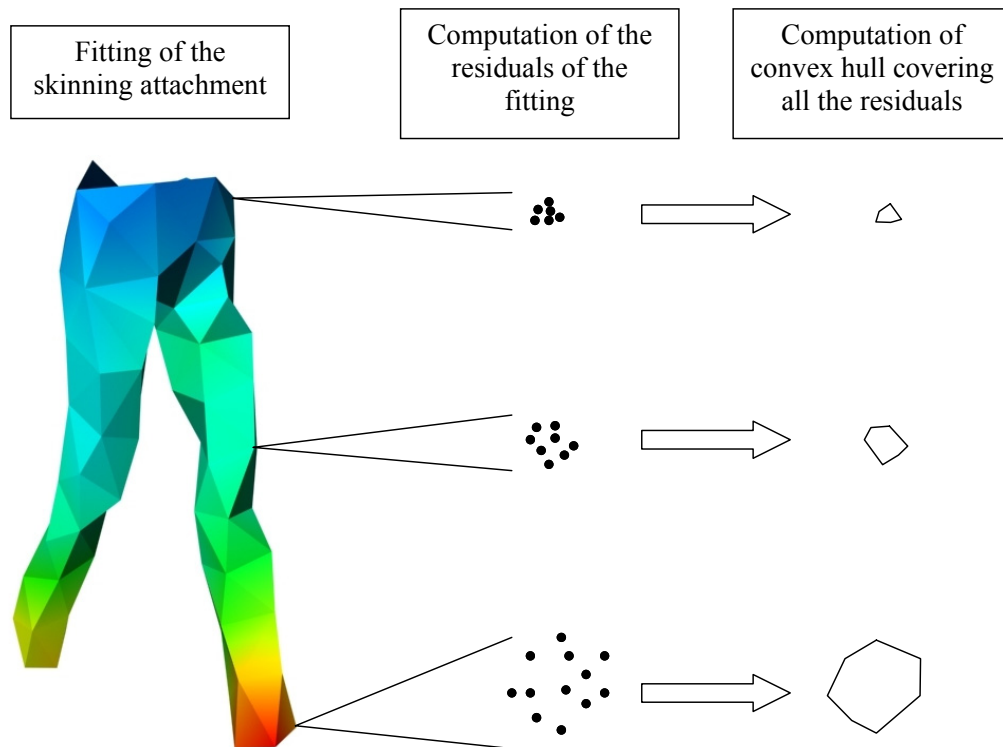 Fitting of the
skinning attachment
Computation of the
residuals of the
fitting
Computation of
convex hull covering
all the residuals